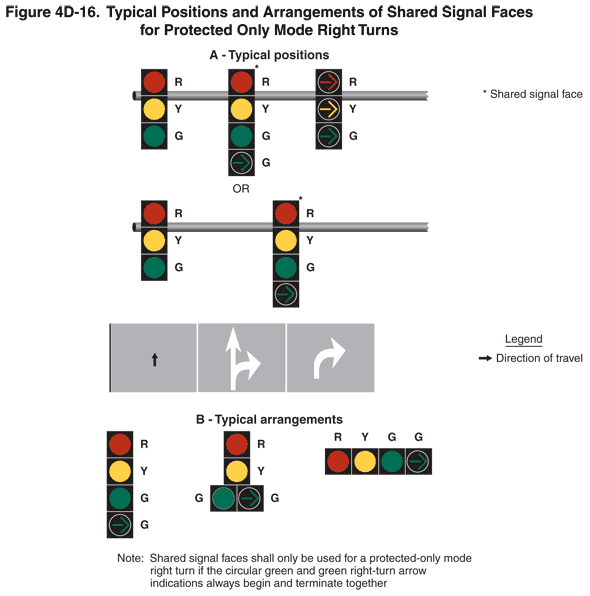 Figure 4D-16. Typical Positions and Arrangements of Shared Signal Faces
for Protected Only Mode Right Turns
A - Typical positions
*
R R R
* Shared signal face
Y Y Y
G G G
G
OR
*
R R
Y Y
G G
Legend
Direction of travel
B - Typical arrangements
R Y G G
R R
Y Y
G G G
G
Note: Shared signal faces shall only be used for a protected-only mode
right turn if the circular green and green right-turn arrow
indications always begin and terminate together